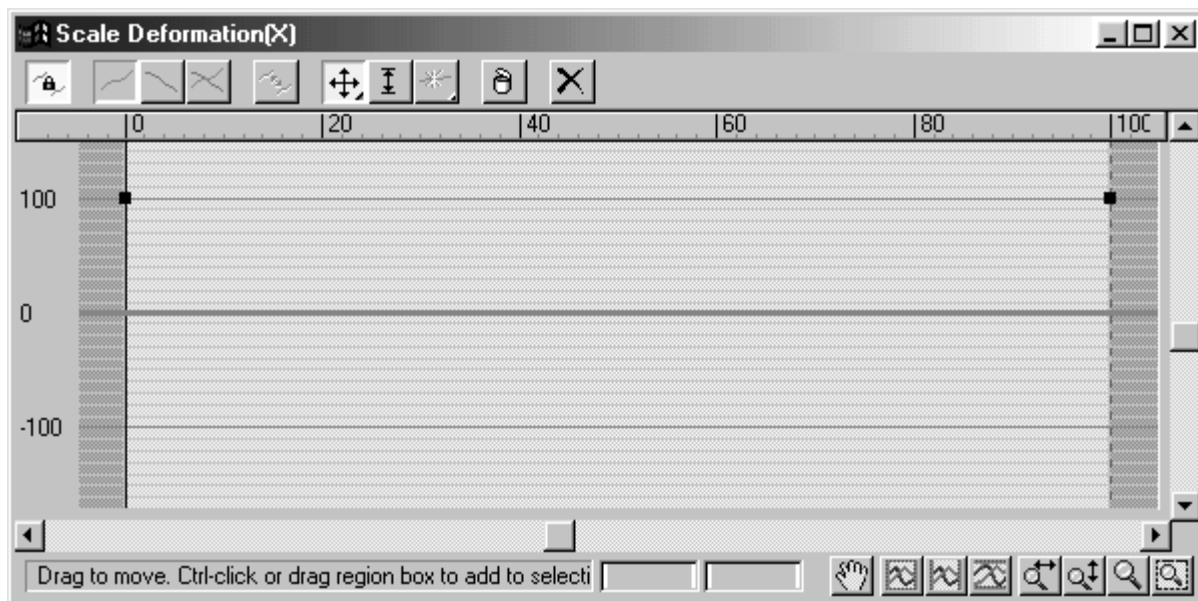 Scale Deformation(X)
0 20 40 60 80 100
100
0
-100
Drag to move. Ctrl-click or drag region box to add to selecti